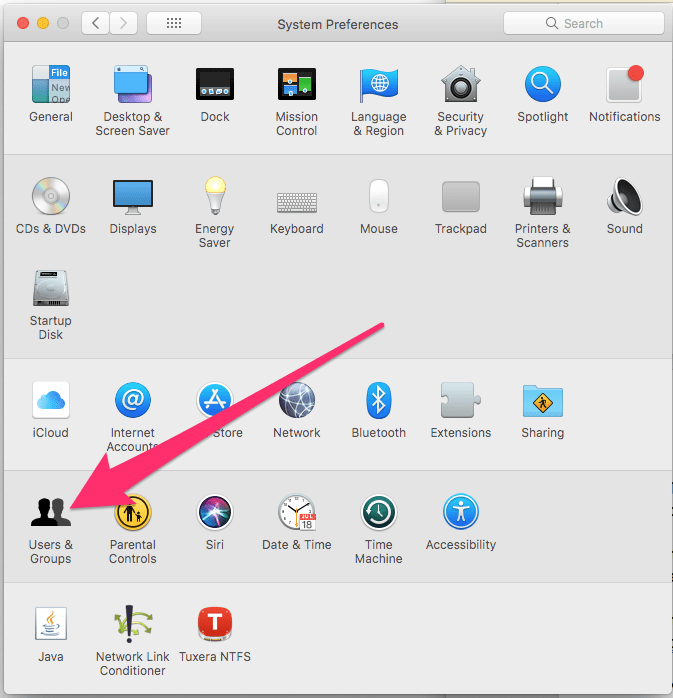 System Preferences
Search
File
New
Ope
General
Desktop &
Screen Saver
Dock
Mission
Control
Language
& Region
Security
& Privacy
Spotlight
Notifications
CDs & DVDs
Displays
Energy
Saver
Keyboard
Mouse
Trackpad
Printers &
Scanners
Sound
Startup
Disk
iCloud
@
Internet
Accounts
Store
Network
Bluetooth
Extensions
Sharing
JUL
18
Users &
Groups
Parental
Controls
Siri
Date & Time
Time
Machine
Accessibility
T
Java
Network Link
Conditioner
Tuxera NTFS